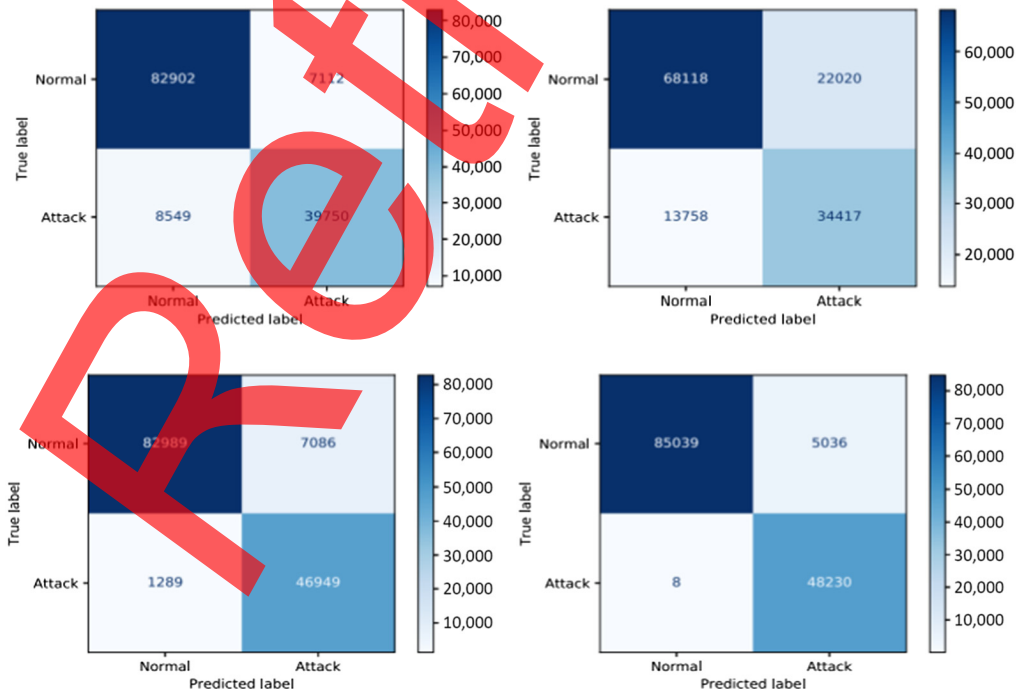 Ret
True label
Normal
Attack
82902 7112
8549 39750
Normal Attack
Predicted label
80,000
70,000
60,000
50,000
40,000
30,000
20,000
10,000
True label
Normal
Attack
68118 22020
13758 34417
Normal Attack
Predicted label
60,000
50,000
40,000
30,000
20,000
True label
Normal
Attack
82989 7086
1289 46949
Normal Attack
Predicted label
80,000
70,000
60,000
50,000
40,000
30,000
20,000
10,000
True label
Normal
Attack
85039 5036
8 48230
Normal Attack
Predicted label
80,000
70,000
60,000
50,000
40,000
30,000
20,000
10,000